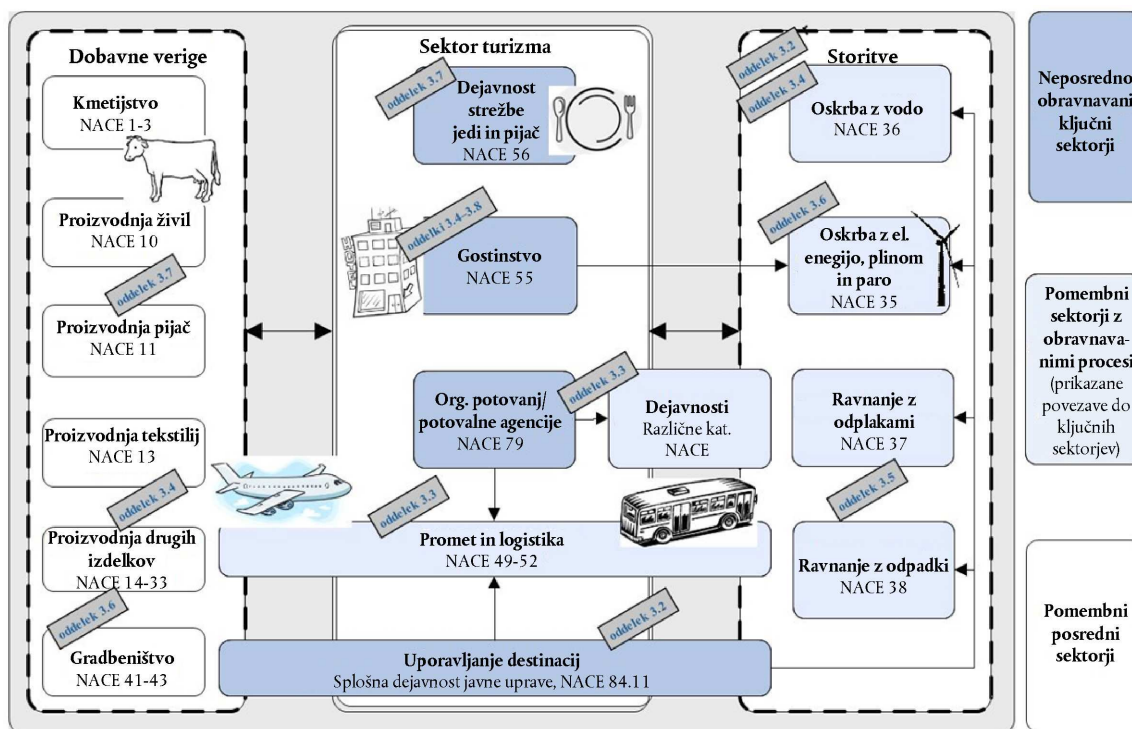 Dobavne verige
Kmetijstvo
NACE 1-3
Proizvodnja živil
NACE 10
oddelek 3.7
Proizvodnja pijač
NACE 11
Proizvodnja tekstilij
NACE 13
oddelek 3.4
Proizvodnja drugih
izdelkov
NACE 14-33
oddelek 3.6
Gradbeništvo
NACE 41-43
Sektor turizma
oddelek 3.7
Dejavnost
strežbe
jedi in pijač
NACE 56
oddelki 3.4–3.8
Gostinstvo
NACE 55
Org. potovanj/
potovalne agencije
NACE 79
oddelek 3.3
Dejavnosti
Različne kat.
NACE
oddelek 3.3
Promet in logistika
NACE 49-52
oddelek 3.2
Uporavljanje destinacij
Splošna dejavnost javne uprave, NACE 84.11
Storitve
oddelek 3.2
oddelek 3.4
Oskrba z vodo
NACE 36
oddelek 3.6
Oskrba z el.
enegijo, plinom
in paro
NACE 35
Ravnanje z
odplakami
NACE 37
oddelek 3.5
Ravnanje z odpadki
NACE 38
Neposredno
obravnavani
ključni
sektorji
Pomembni
sektorji z
obravnava-
nimi procesi
(prikazane
povezave do
ključnih
sektorjev)
Pomembni
posredni
sektorji